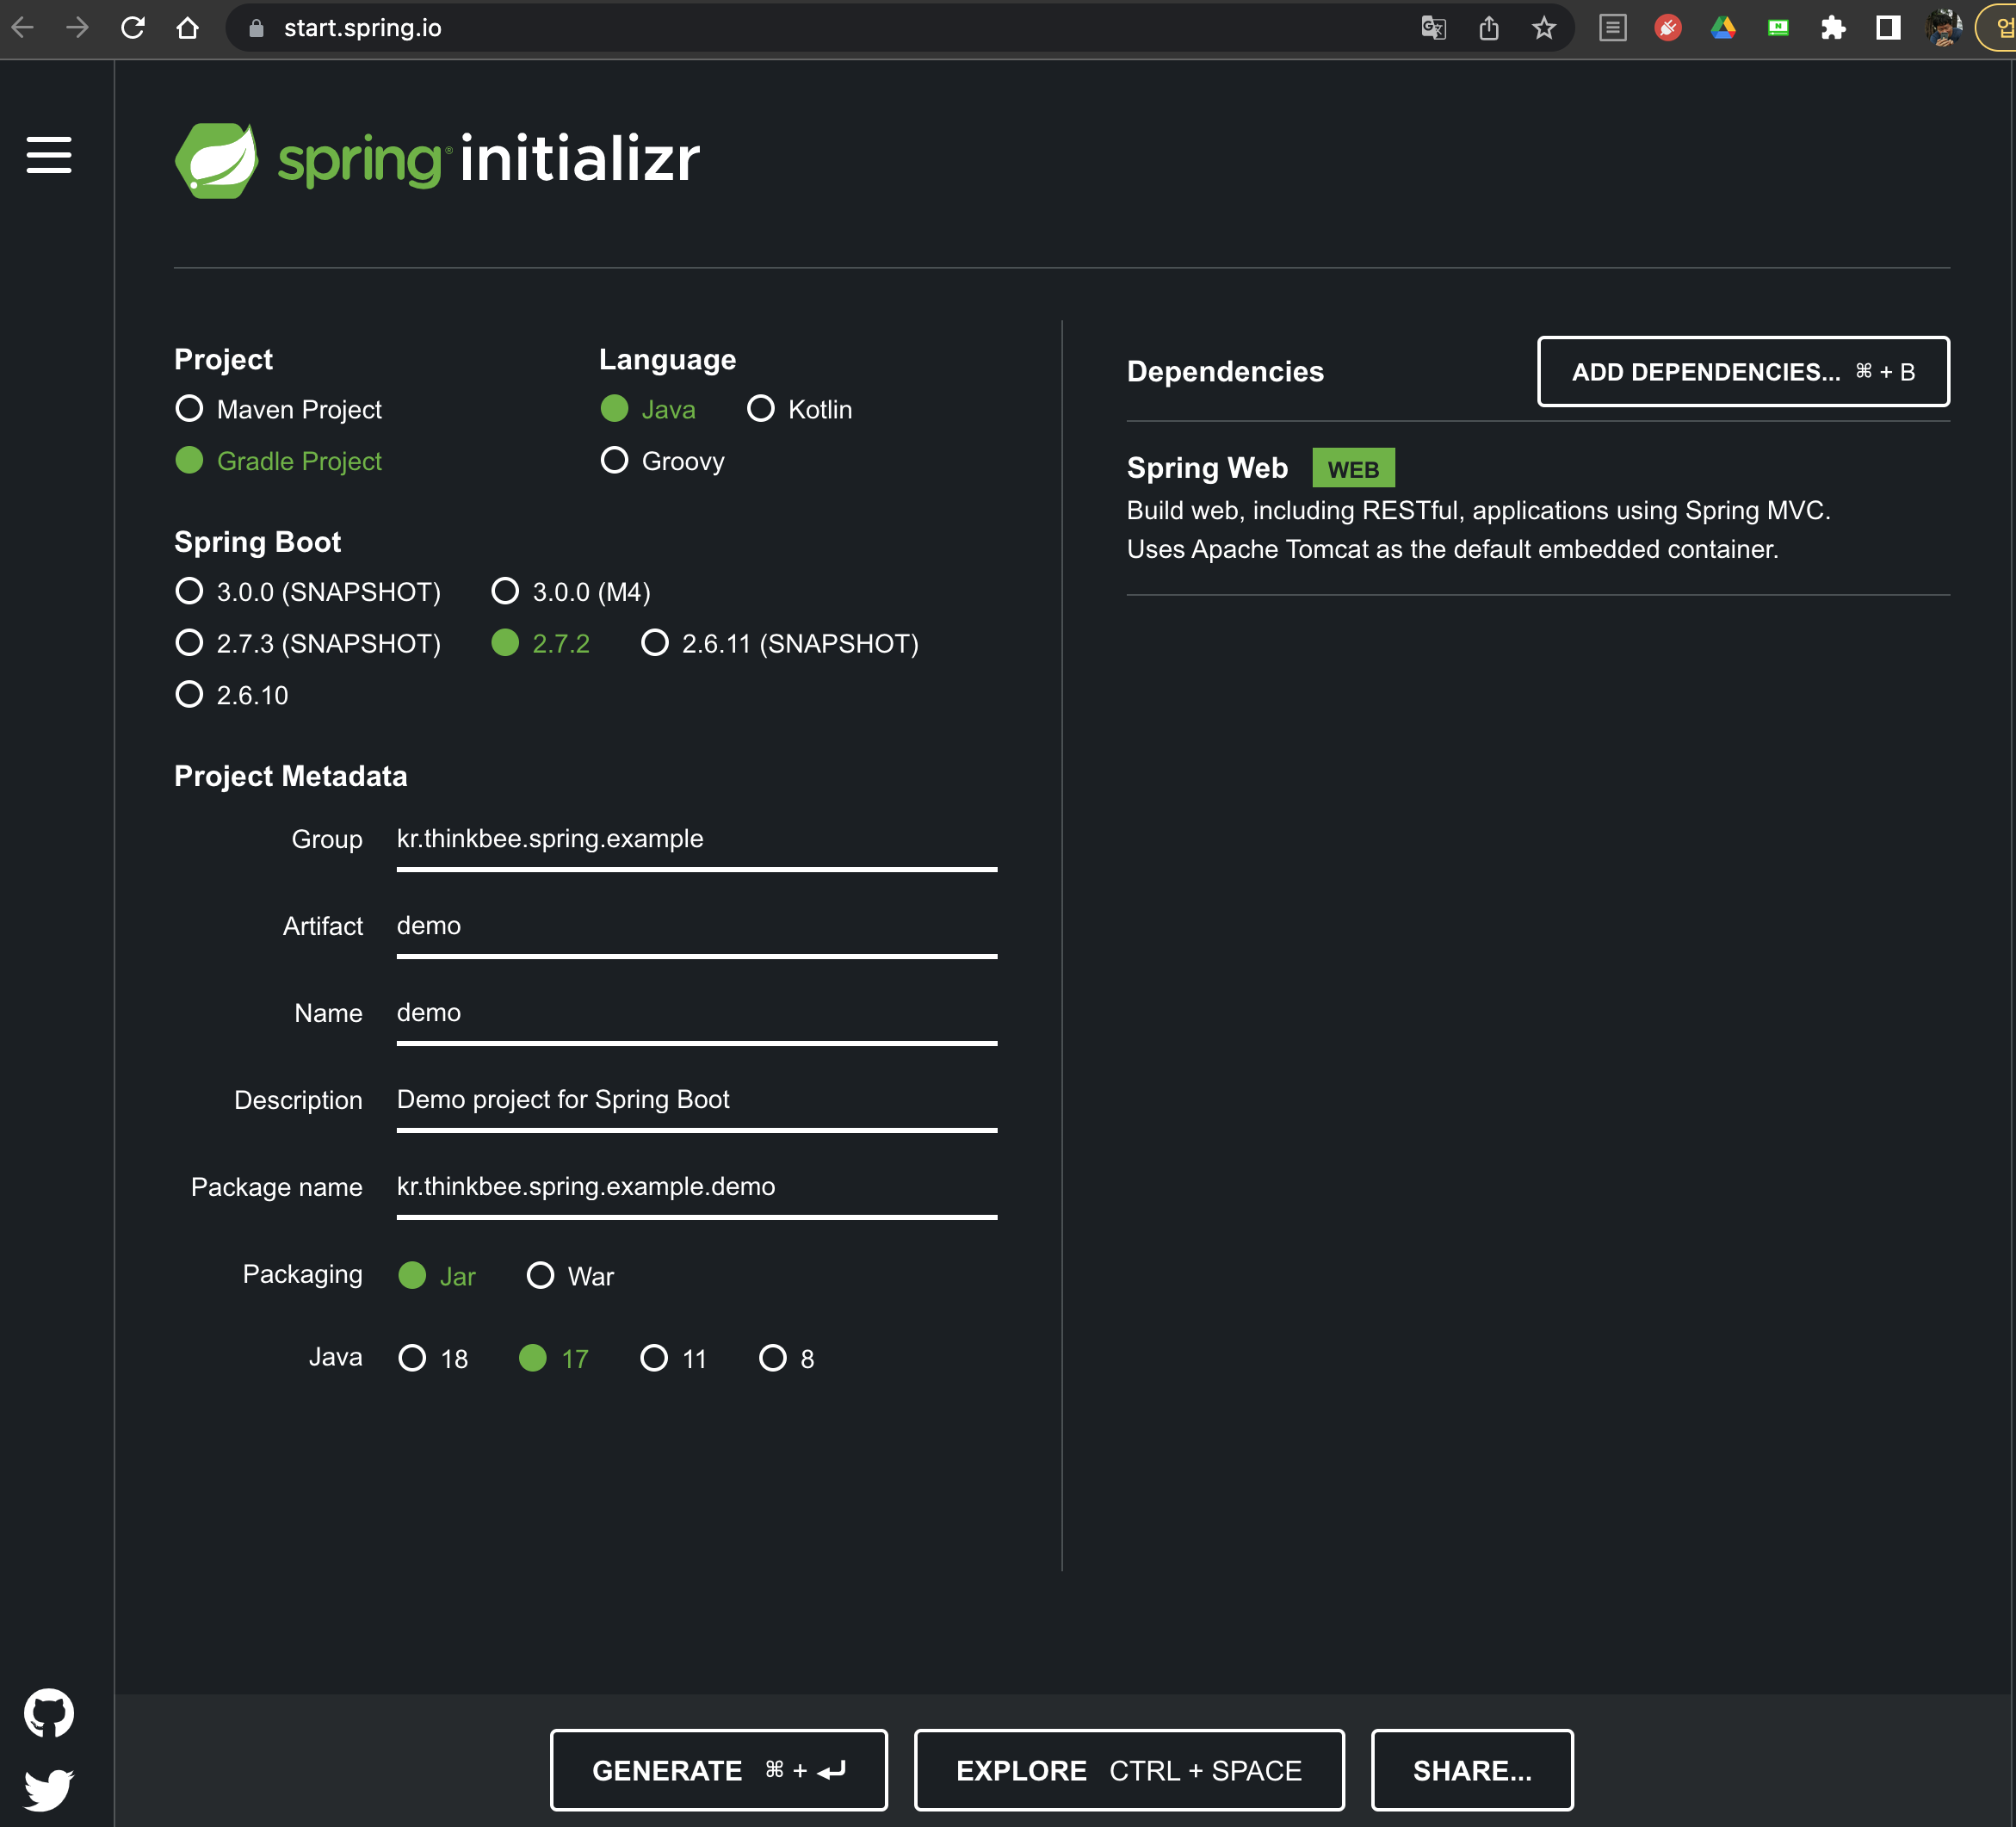 start.spring.io
업
spring initializr
Project
Maven Project
Gradle Project
Language
Java Kotlin
Groovy
Spring Boot
3.0.0 (SNAPSHOT) 3.0.0 (M4)
2.7.3 (SNAPSHOT) 2.7.2 2.6.11 (SNAPSHOT)
2.6.10
Project Metadata
Group kr.thinkbee.spring.example
Artifact demo
Name demo
Description Demo project for Spring Boot
Package name kr.thinkbee.spring.example.demo
Packaging Jar War
Java 18 17 11 8
Dependencies
ADD DEPENDENCIES... ⌘ + B
Spring Web WEB
Build web, including RESTful, applications using Spring MVC.
Uses Apache Tomcat as the default embedded container.
GENERATE ⌘ + ⏎
EXPLORE CTRL + SPACE
SHARE...